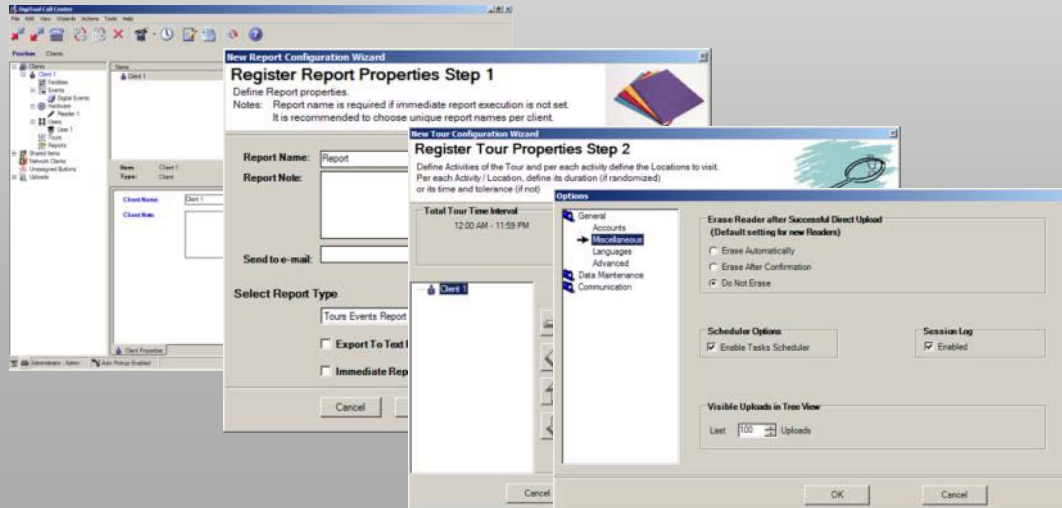 DigiTool Call Center
File Edit View Wizards Actions Tools Help
Function Clients
Clients
Client 1
Facilities
Events
Digital Events
Hardware
Reader 1
Users
User 1
Tours
Reports
Shared Items
Network Clients
Unassigned Buttons
Uploads
Name
Client 1
Name: Client 1
Type: Client
Client Name: Client 1
Client Note:
Client Properties
Administrator : Admin Auto Pickup Enabled
New Report Configuration Wizard
Register Report Properties Step 1
Define Report properties.
Notes: Report name is required if immediate report execution is not set.
It is recommended to choose unique report names per client.
Report Name: Report
Report Note:
Send to e-mail:
Select Report Type
Tours Events Report
Export To Text
Immediate Rep
Cancel
New Tour Configuration Wizard
Register Tour Properties Step 2
Define Activities of the Tour and per each activity define the Locations to visit.
Per each Activity / Location, define its duration (if randomized)
or its time and tolerance (if not)
Total Tour Time Interval
12:00 AM - 11:59 PM
Client 1
Cancel
Options
General
Accounts
Miscellaneous
Languages
Advanced
Data Maintenance
Communication
Erase Reader after Successful Direct Upload
(Default setting for new Readers)
Erase Automatically
Erase After Confirmation
Do Not Erase
Scheduler Options
Enable Tasks Scheduler
Session Log
Enabled
Visible Uploads in Tree View
Last 100 Uploads
OK Cancel